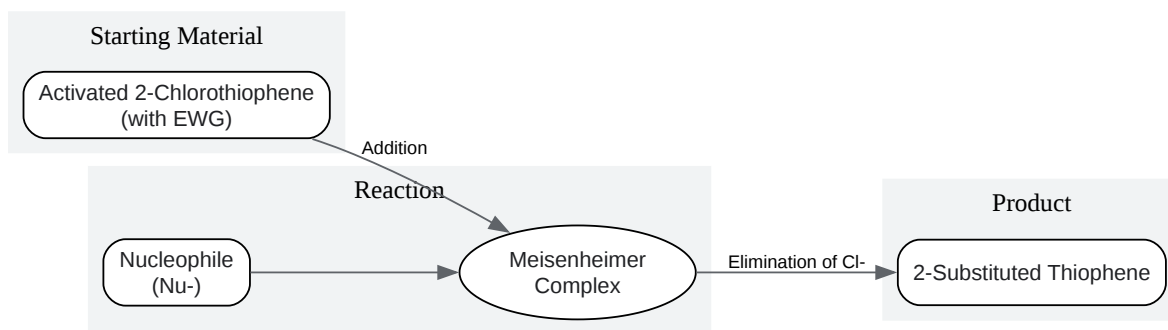 Starting Material
Activated 2-Chlorothiophene
(with EWG)
Addition
Reaction
Nucleophile
(Nu-)
Meisenheimer
Complex
Elimination of Cl-
Product
2-Substituted Thiophene